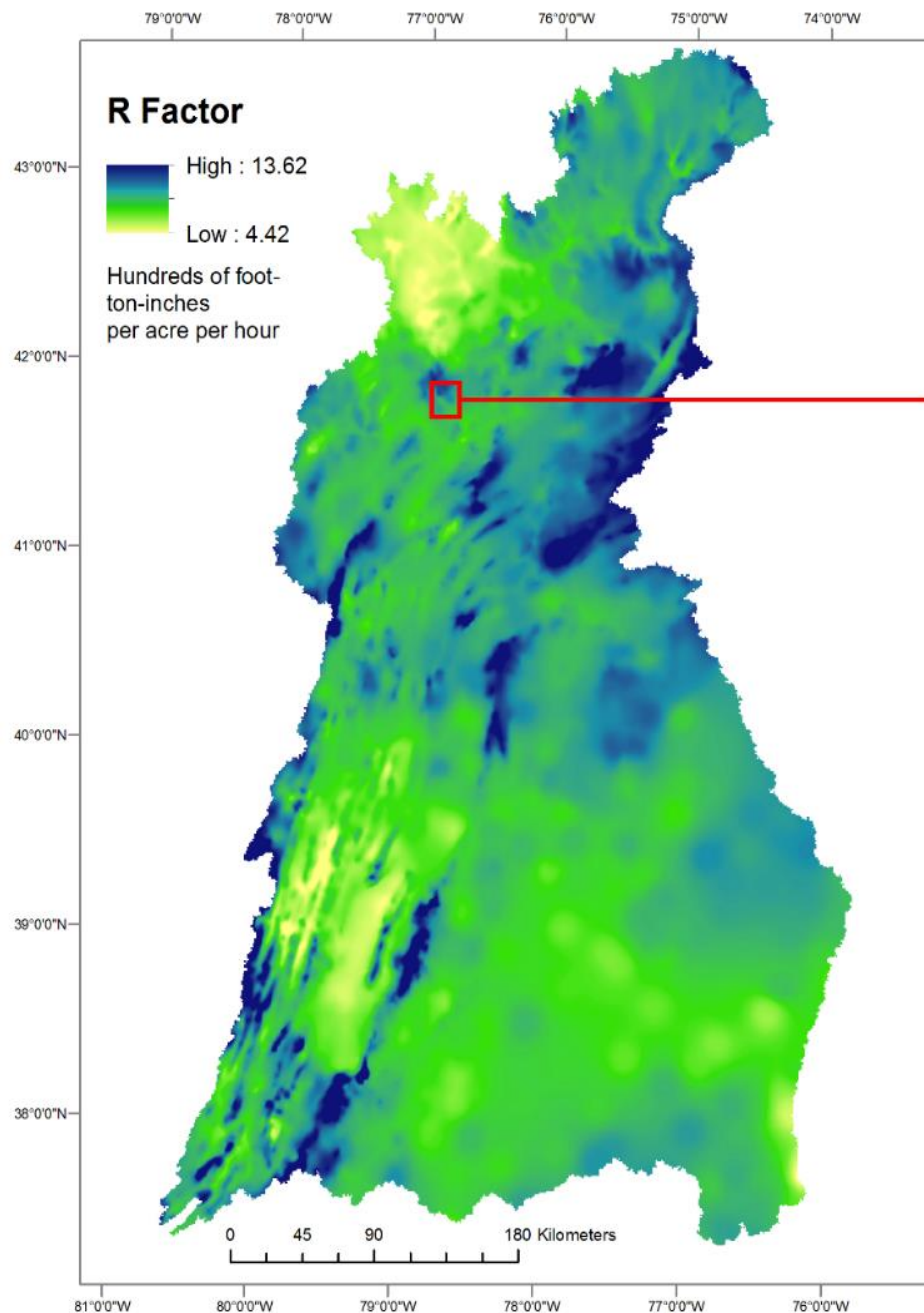 79°0'0"W 78°0'0"W 77°0'0"W 76°0'0"W 75°0'0"W 74°0'0"W
R Factor
High : 13.62
Low : 4.42
Hundreds of foot-
ton-inches
per acre per hour
43°0'0"N
42°0'0"N
41°0'0"N
40°0'0"N
39°0'0"N
38°0'0"N
0 45 90 180 Kilometers
81°0'0"W 80°0'0"W 79°0'0"W 78°0'0"W 77°0'0"W 76°0'0"W